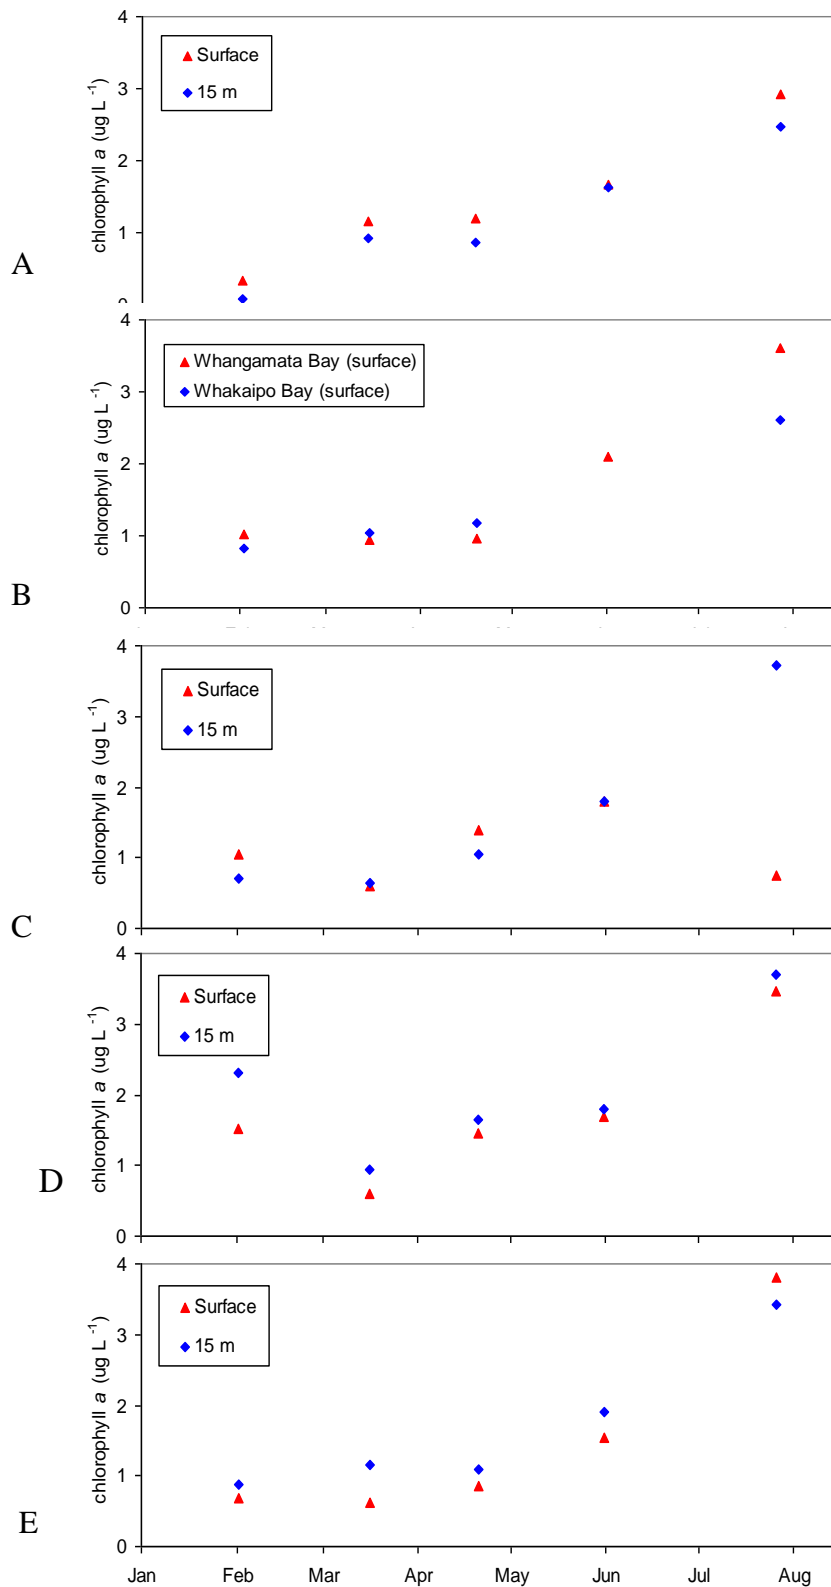 4
Surface
3
15 m
2
1
chlorophyll a (ug L -1)
A
4
Whangamata Bay (surface)
Whakaipo Bay (surface)
3
2
1
0
chlorophyll a (ug L -1)
B
4
Surface
15 m
3
2
1
0
chlorophyll a (ug L -1)
C
4
Surface
15 m
3
2
1
0
chlorophyll a (ug L -1)
D
4
Surface
15 m
3
2
1
0
chlorophyll a (ug L -1)
E
Jan Feb Mar Apr May Jun Jul Aug